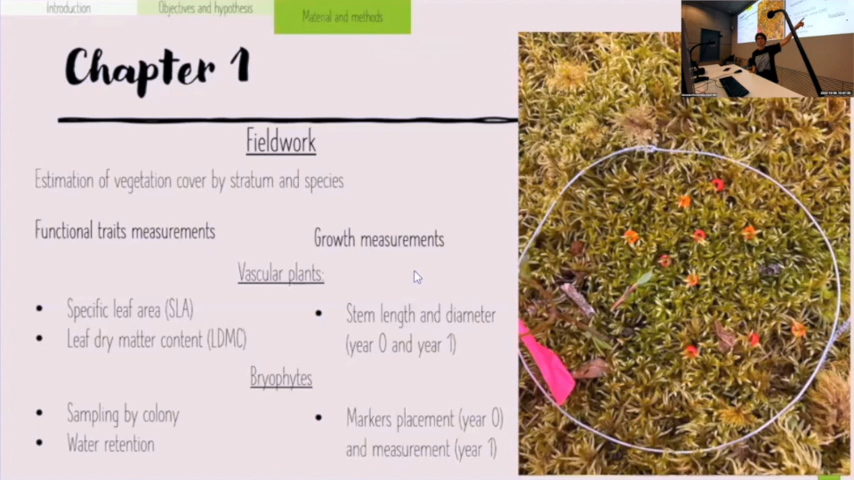 Introduction
Objectives and hypothesis
Material and methods
Chapter 1
Fieldwork
Estimation of vegetation cover by stratum and species
Functional traits measurements
Growth measurements
Vascular plants:
• Specific leaf area (SLA)
• Leaf dry matter content (LDMC)
• Stem length and diameter
(year 0 and year 1)
Bryophytes
• Sampling by colony
• Water retention
• Markers placement (year 0)
and measurement (year 1)